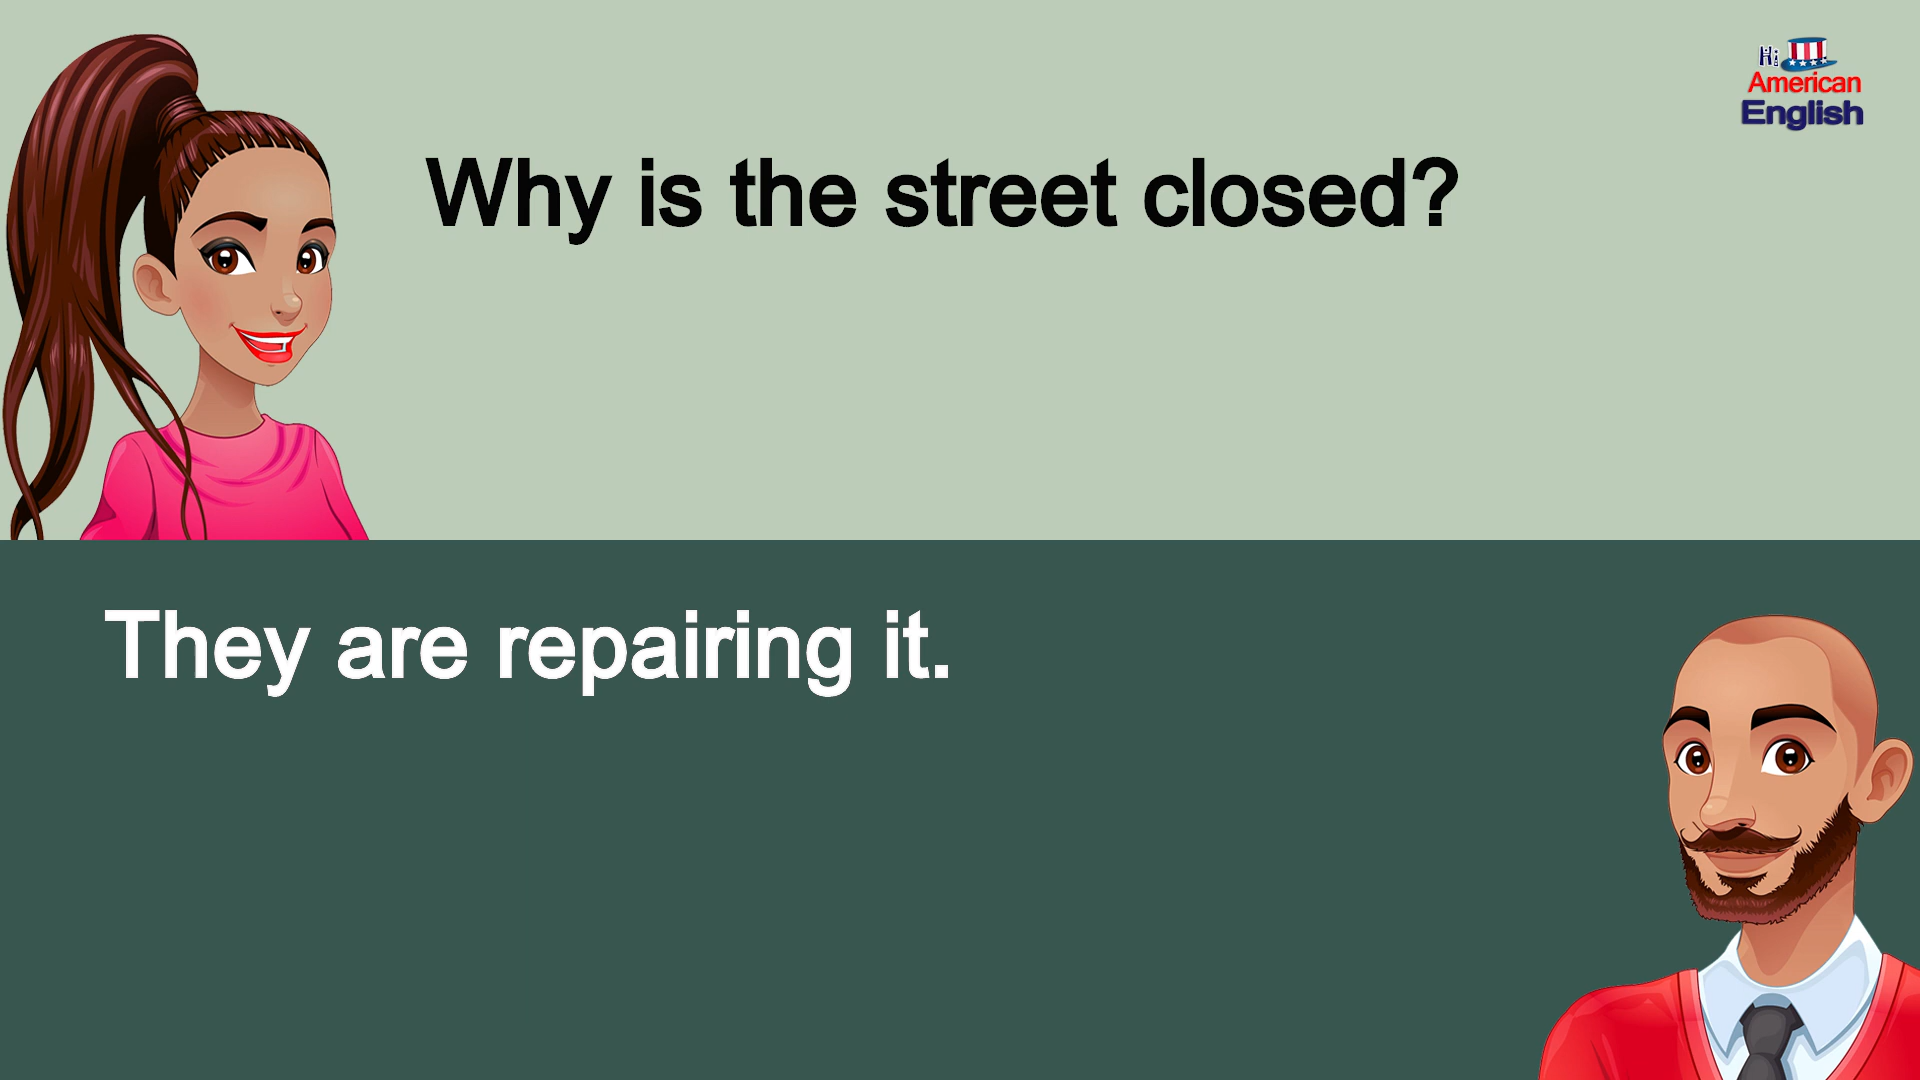 Hi
American
English
Why is the street closed?
They are repairing it.